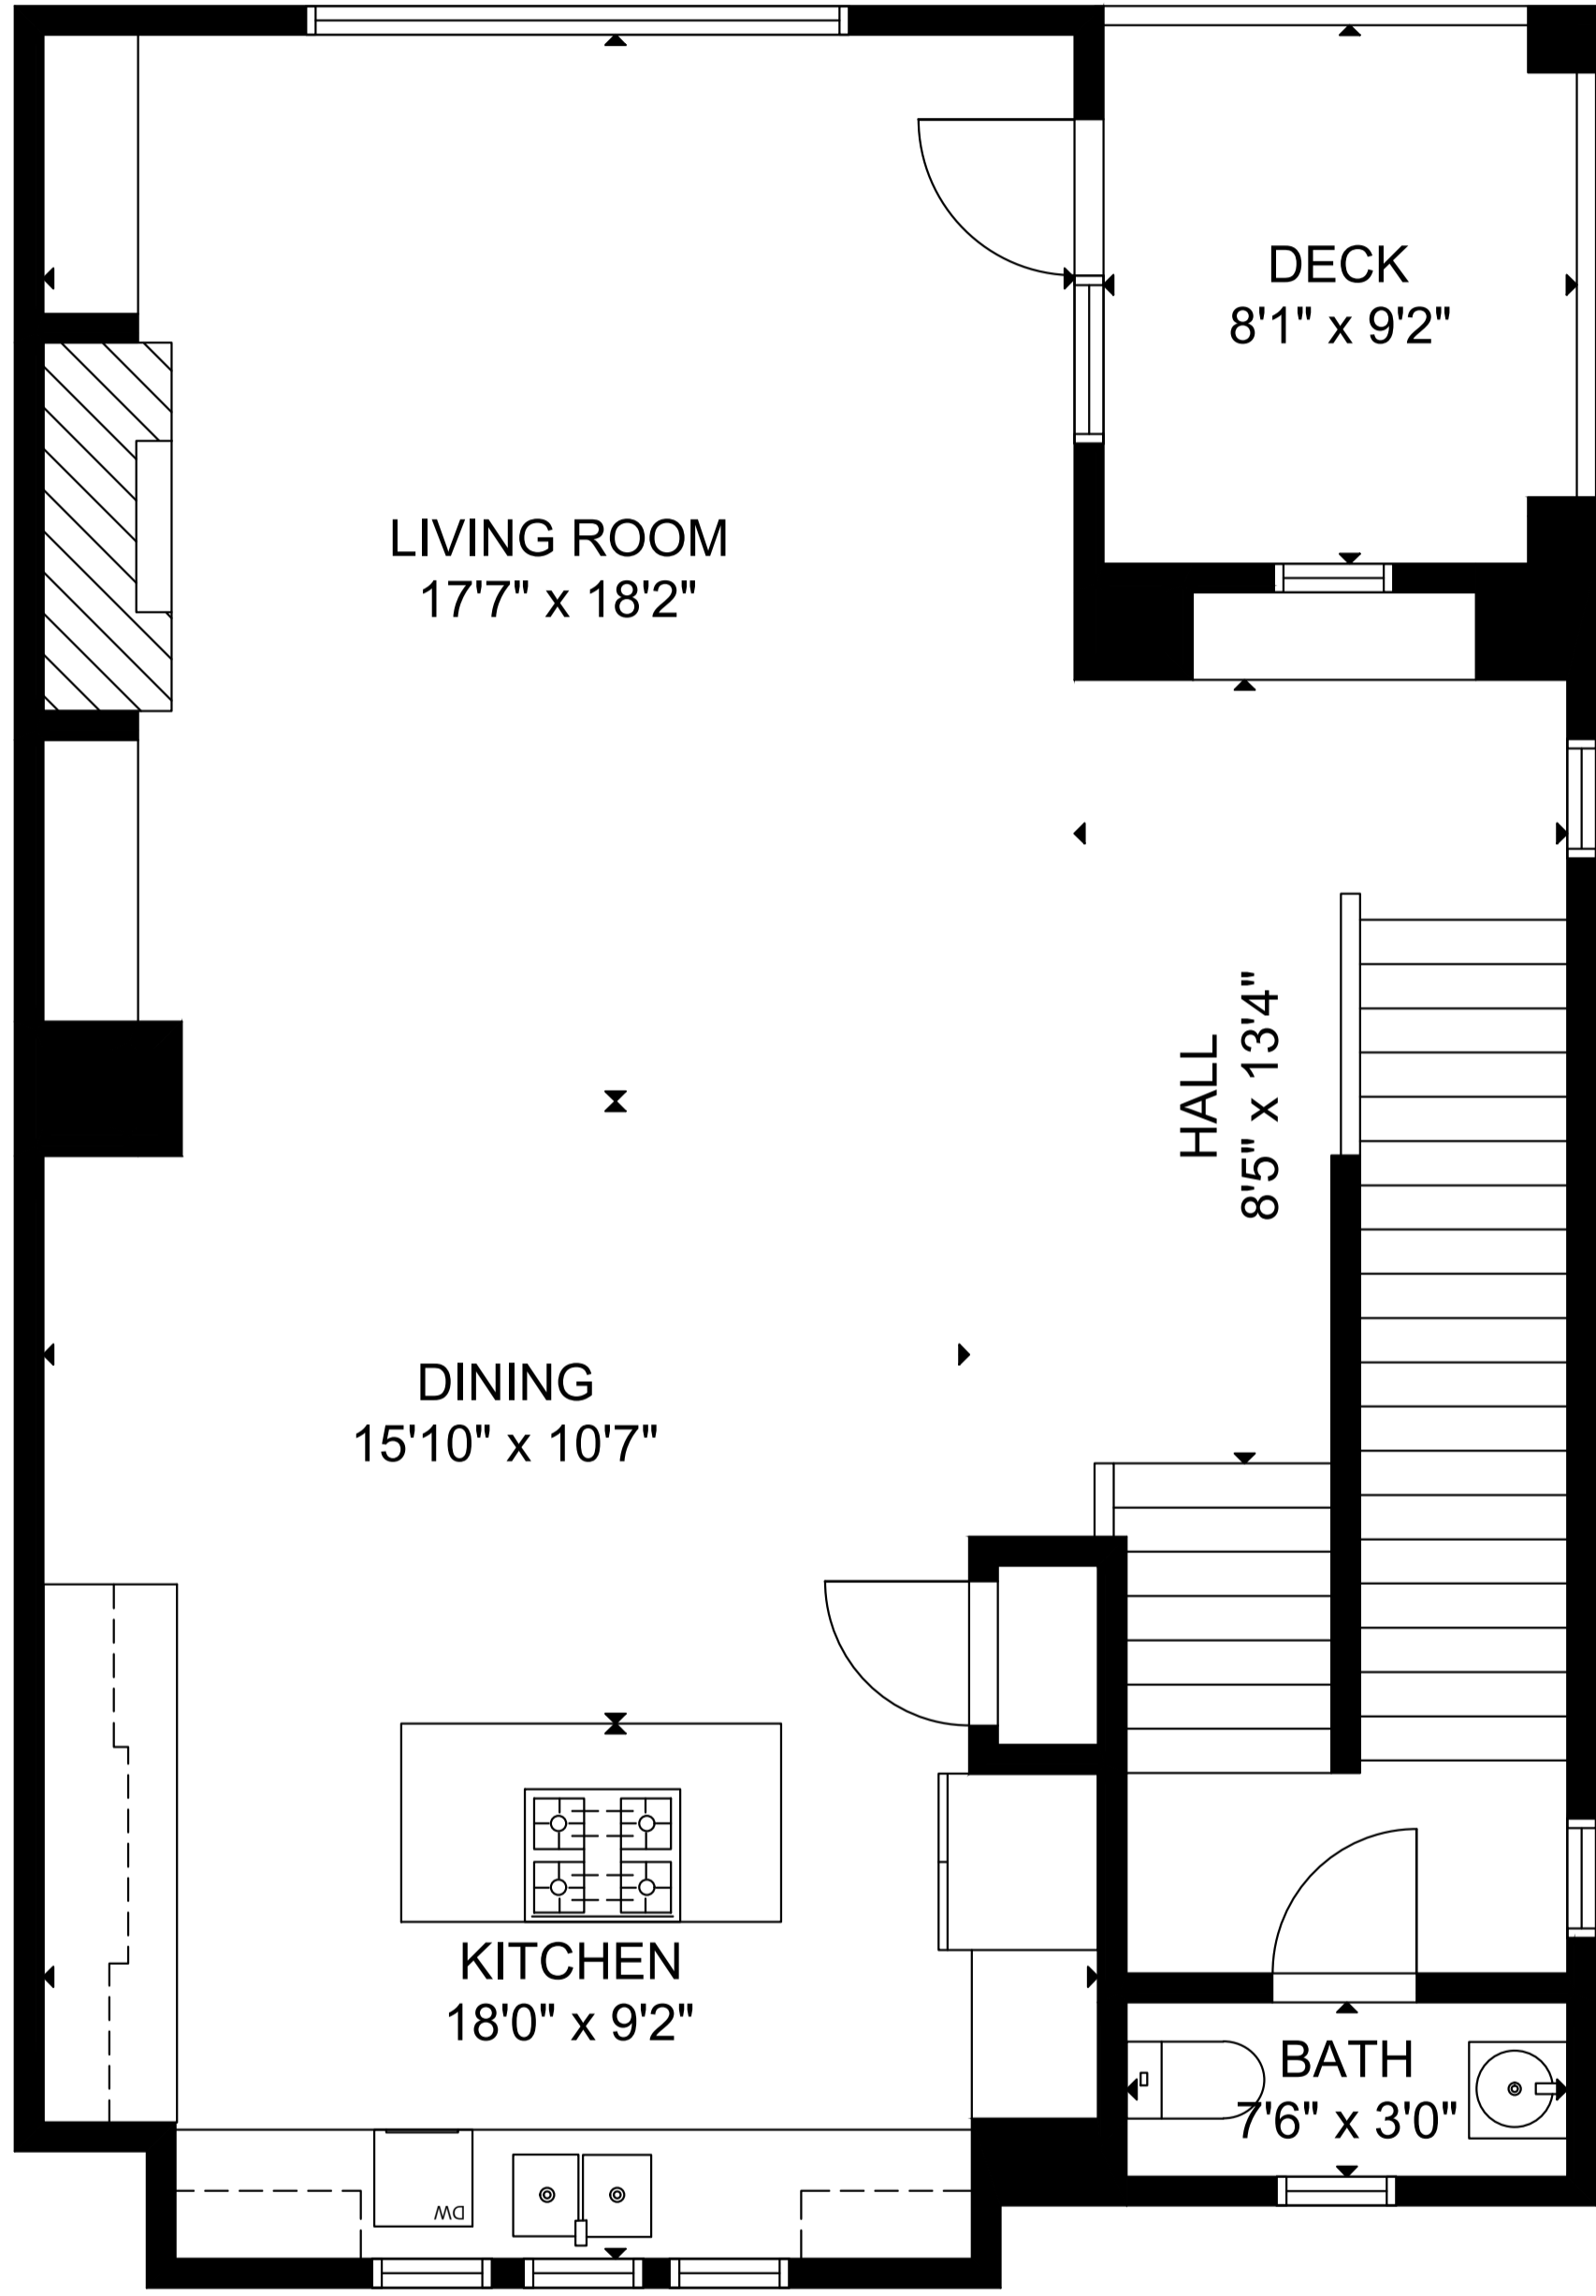 DECK
8'1" x 9'2"
LIVING ROOM
17'7" x 18'2"
HALL
8'5" x 13'4"
DINING
15'10" x 10'7"
KITCHEN
18'0" x 9'2"
BATH
7'6" x 3'0"
DW